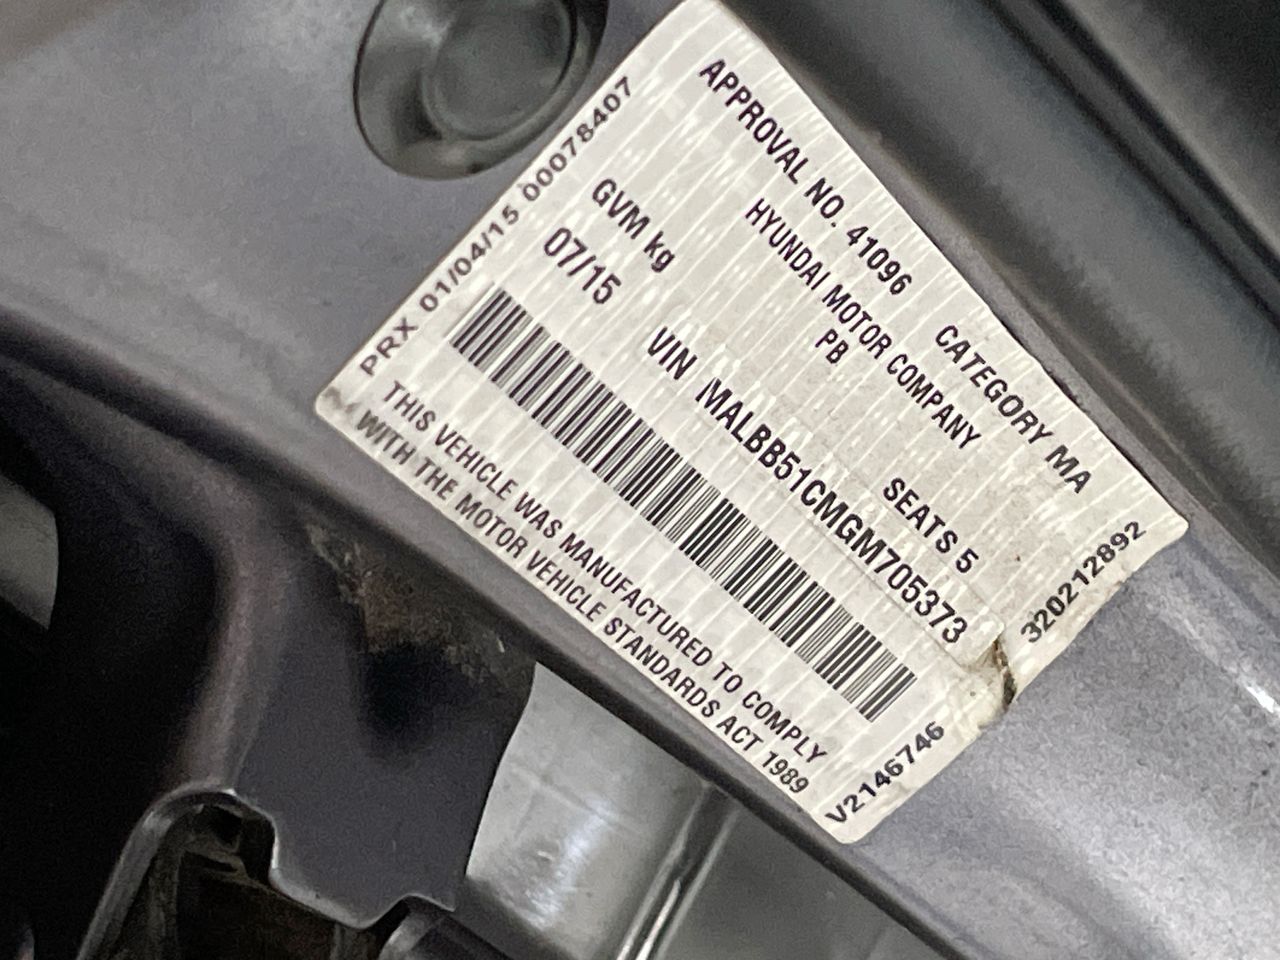 APPROVAL NO. 41096 CATEGORY MA
HYUNDAI MOTOR COMPANY
PB
GVM kg SEATS 5
07/15 VIN MALBB51CMGM705373
THIS VEHICLE WAS MANUFACTURED TO COMPLY
WITH THE MOTOR VEHICLE STANDARDS ACT 1989
PRX 01/04/15 00078407
320212892
V2146746